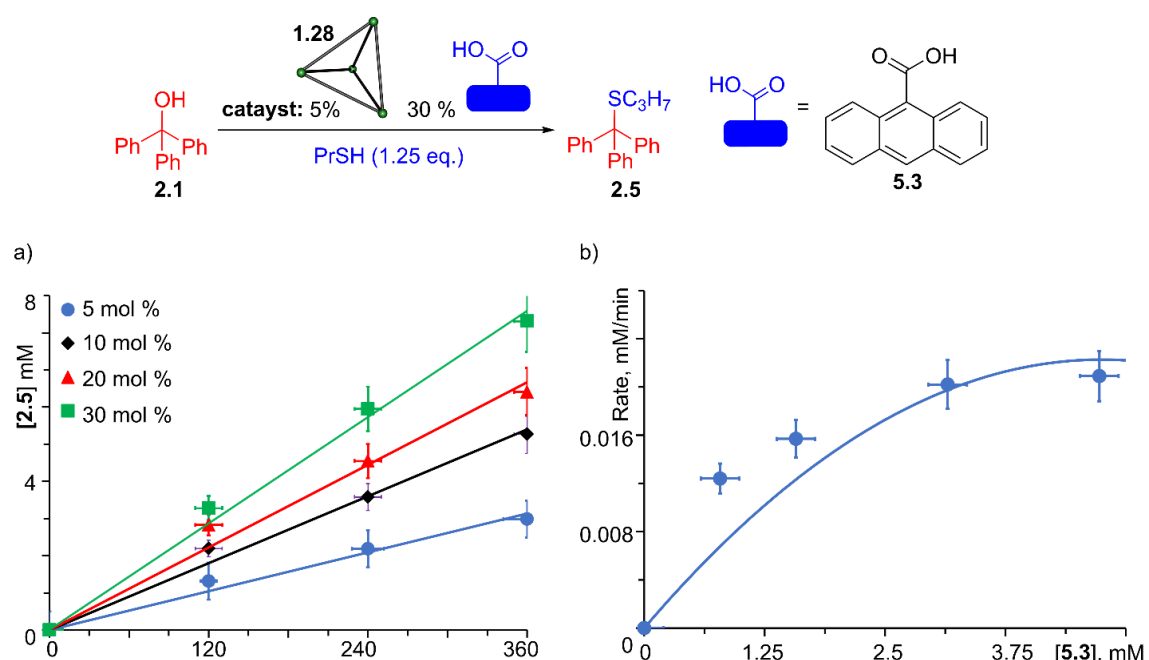 1.28
HO O
OH
Ph Ph
Ph
2.1
catayst: 5% 30 %
PrSH (1.25 eq.)
SC3H7
Ph Ph
Ph
2.5
HO O
=
O OH
5.3
a)
8
4
0
[2.5] mM
5 mol %
10 mol %
20 mol %
30 mol %
0 120 240 360
b)
Rate, mM/min
0.016
0.008
0
0 1.25 2.5 3.75 [5.3], mM